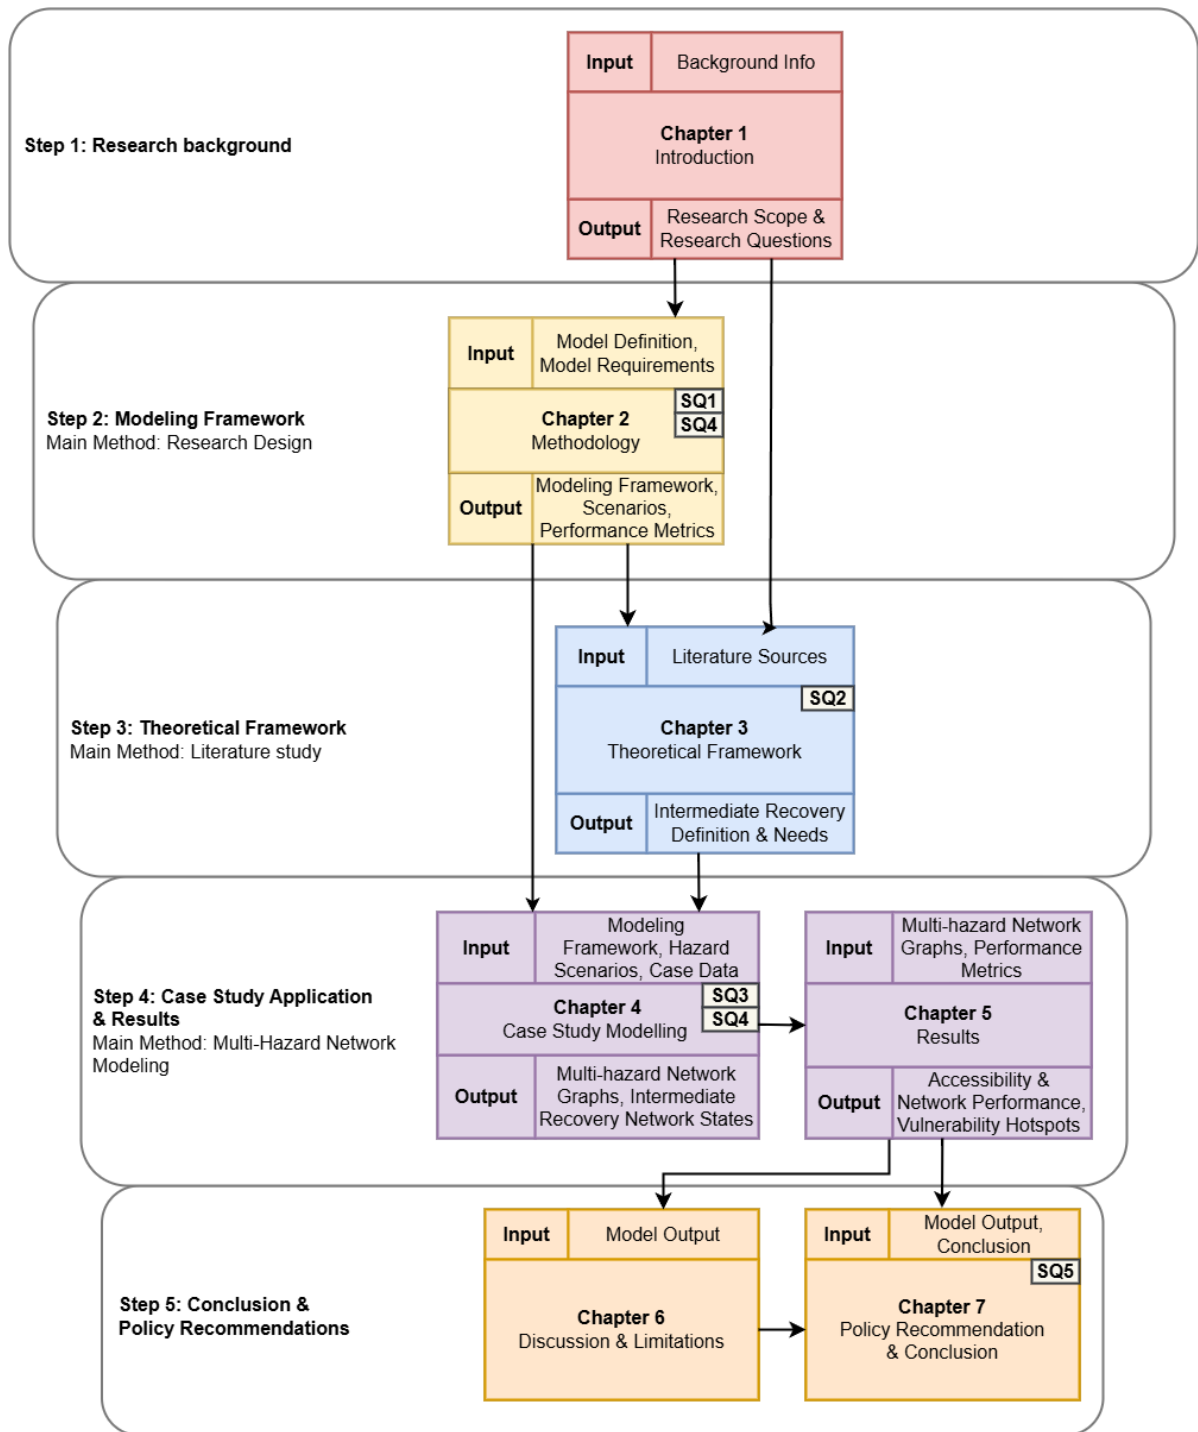 Input
Background Info
Step 1: Research background
Chapter 1
Introduction
Output
Research Scope &
Research Questions
Input
Model Definition,
Model Requirements
Step 2: Modeling Framework
Main Method: Research Design
Chapter 2
Methodology
SQ1
SQ4
Output
Modeling Framework,
Scenarios,
Performance Metrics
Input
Literature Sources
SQ2
Step 3: Theoretical Framework
Main Method: Literature study
Chapter 3
Theoretical Framework
Output
Intermediate Recovery
Definition & Needs
Step 4: Case Study Application
& Results
Main Method: Multi-Hazard Network
Modeling
Input
Modeling
Framework, Hazard
Scenarios, Case Data
Chapter 4
Case Study Modelling
SQ3
SQ4
Output
Multi-hazard Network
Graphs, Intermediate
Recovery Network States
Input
Multi-hazard Network
Graphs, Performance
Metrics
Chapter 5
Results
Output
Accessibility &
Network Performance,
Vulnerability Hotspots
Step 5: Conclusion &
Policy Recommendations
Input
Model Output
Chapter 6
Discussion & Limitations
Input
Model Output,
Conclusion
SQ5
Chapter 7
Policy Recommendation
& Conclusion